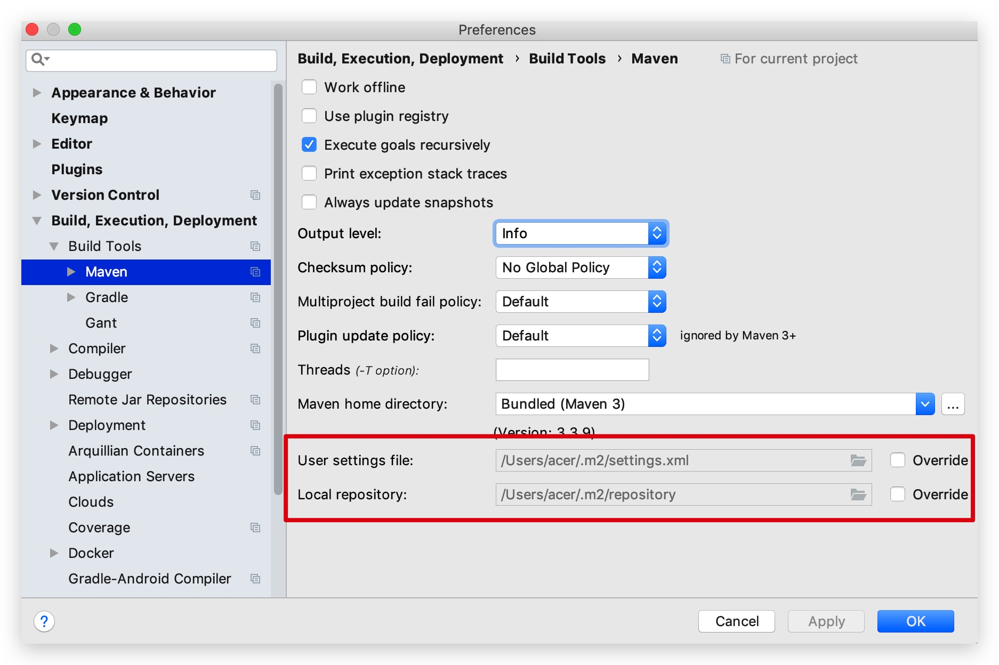 Preferences
Build, Execution, Deployment › Build Tools › Maven For current project
Appearance & Behavior
Keymap
Editor
Plugins
Version Control
Build, Execution, Deployment
Build Tools
Maven
Gradle
Gant
Compiler
Debugger
Remote Jar Repositories
Deployment
Arquillian Containers
Application Servers
Clouds
Coverage
Docker
Gradle-Android Compiler
Work offline
Use plugin registry
Execute goals recursively
Print exception stack traces
Always update snapshots
Output level: Info
Checksum policy: No Global Policy
Multiproject build fail policy: Default
Plugin update policy: Default ignored by Maven 3+
Threads (-T option):
Maven home directory: Bundled (Maven 3) ...
(Version: 3.3.9)
User settings file: /Users/acer/.m2/settings.xml Override
Local repository: /Users/acer/.m2/repository Override
? Cancel Apply OK